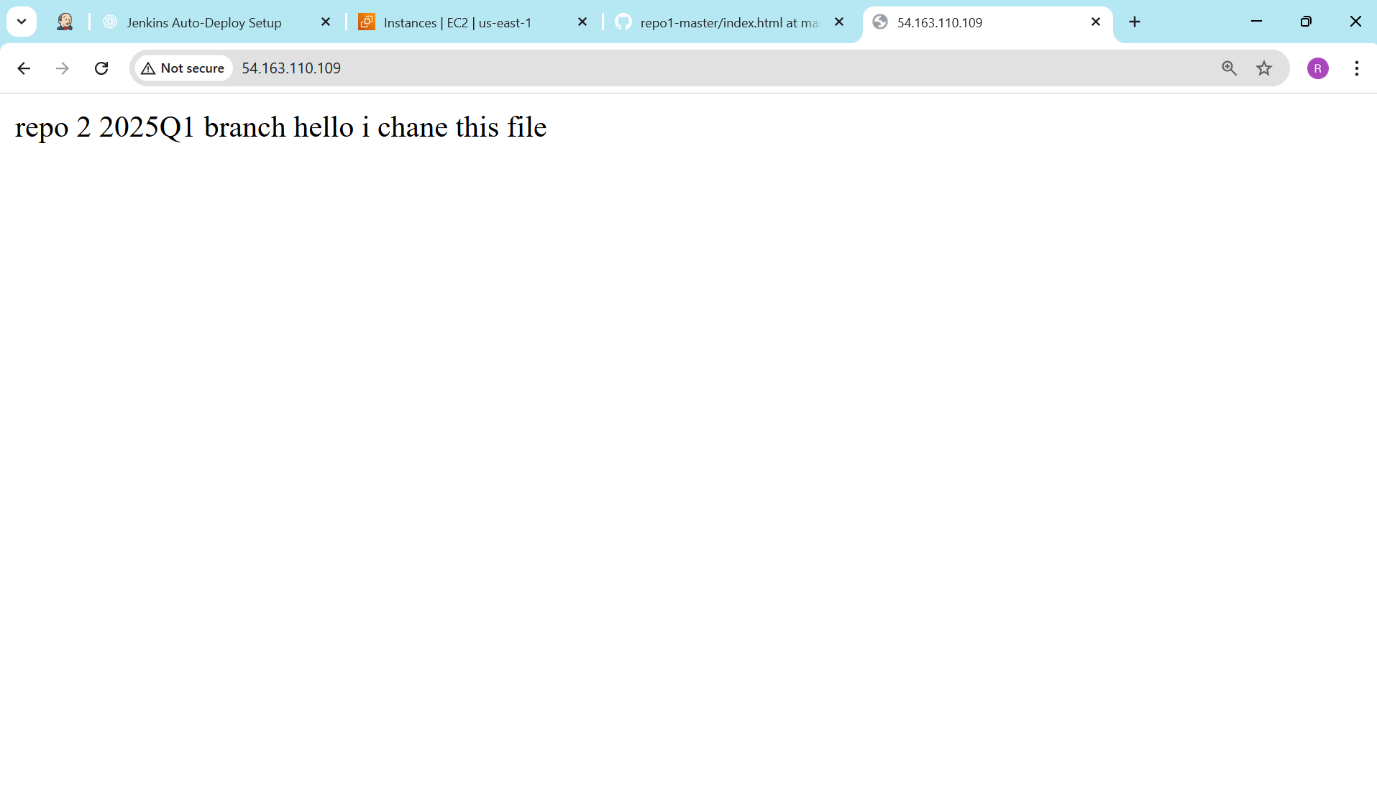 Jenkins Auto-Deploy Setup
Instances | EC2 | us-east-1
repo1-master/index.html at ma
54.163.110.109
Not secure
54.163.110.109
R
repo 2 2025Q1 branch hello i chane this file